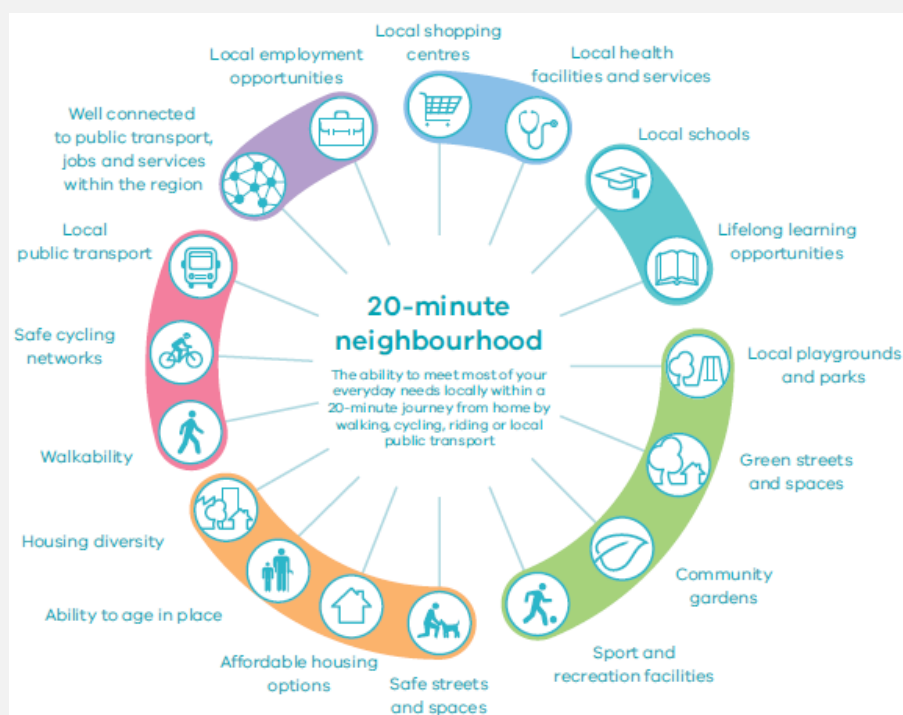 Local shopping
centres
Local health
facilities and services
Local schools
Lifelong learning
opportunities
Local playgrounds
and parks
Green streets
and spaces
Community
gardens
Sport and
recreation facilities
Safe streets
and spaces
Affordable housing
options
Ability to age in place
Housing diversity
Walkability
Safe cycling
networks
Local
public transport
Well connected
to public transport,
jobs and services
within the region
Local employment
opportunities
20-minute
neighbourhood
The ability to meet most of your
everyday needs locally within a
20-minute journey from home by
walking, cycling, riding or local
public transport